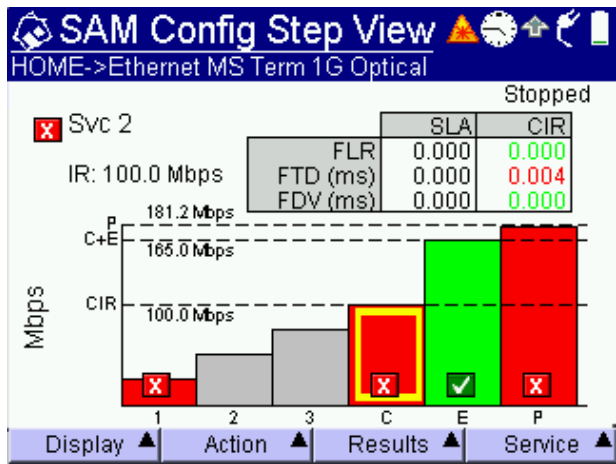 SAM Config Step View
HOME->Ethernet MS Term 1G Optical
Stopped
X Svc 2
SLA CIR
FLR 0.000 0.000
IR: 100.0 Mbps FTD (ms) 0.000 0.004
FDV (ms) 0.000 0.000
P 181.2 Mbps
C+E 165.0 Mbps
CIR 100.0 Mbps
Mbps
X X X
1 2 3 C E P
Display Action Results Service